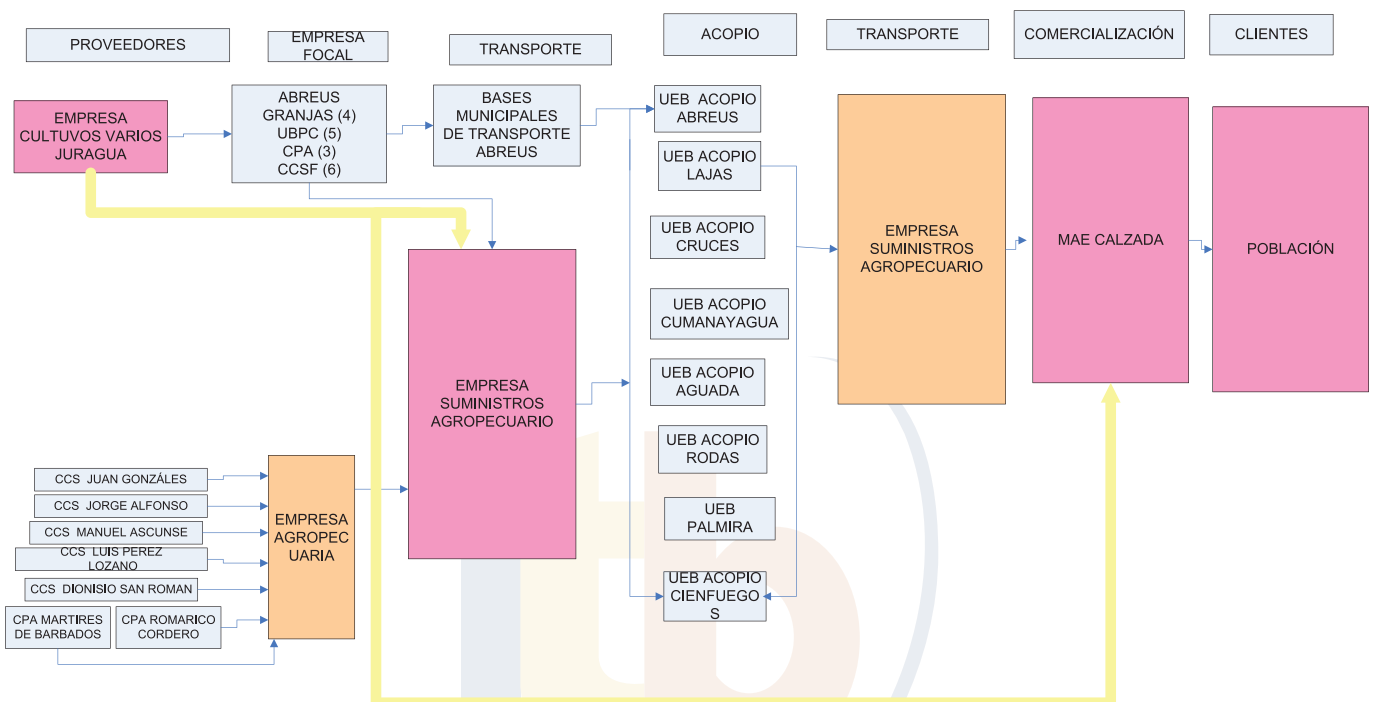 PROVEEDORES
EMPRESA
FOCAL
TRANSPORTE
ACOPIO
TRANSPORTE
COMERCIALIZACIÓN
CLIENTES
EMPRESA
CULTUVOS VARIOS
JURAGUA
ABREUS
GRANJAS (4)
UBPC (5)
CPA (3)
CCSF (6)
BASES
MUNICIPALES
DE TRANSPORTE
ABREUS
UEB ACOPIO
ABREUS
UEB ACOPIO
LAJAS
UEB ACOPIO
CRUCES
UEB ACOPIO
CUMANAYAGUA
UEB ACOPIO
AGUADA
UEB ACOPIO
RODAS
UEB
PALMIRA
UEB ACOPIO
CIENFUEGO
S
EMPRESA
SUMINISTROS
AGROPECUARIO
MAE CALZADA
POBLACIÓN
EMPRESA
SUMINISTROS
AGROPECUARIO
CCS JUAN GONZÁLES
CCS JORGE ALFONSO
CCS MANUEL ASCUNSE
CCS LUIS PEREZ
LOZANO
CCS DIONISIO SAN ROMAN
CPA MARTIRES
DE BARBADOS
CPA ROMARICO
CORDERO
EMPRESA
AGROPEC
UARIA